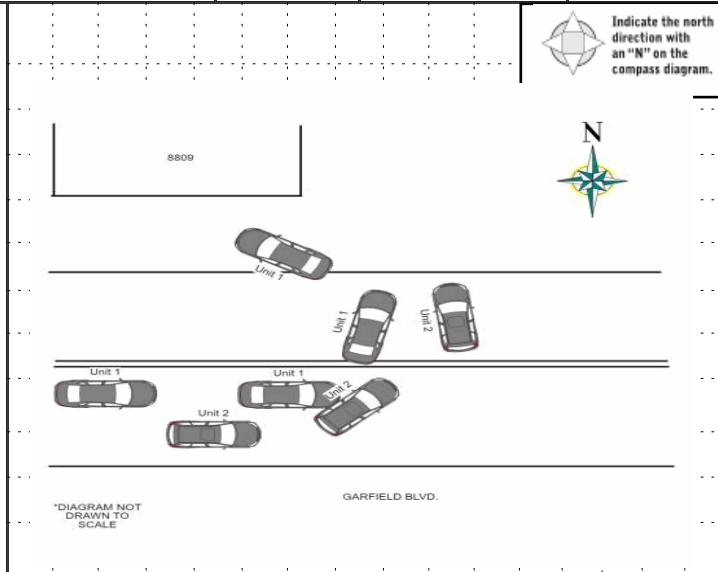 Indicate the north
direction with
an “N” on the
compass diagram.
N
8809
Unit 1
Unit 1
Unit 2
Unit 1
Unit 1
Unit 2
Unit 2
GARFIELD BLVD.
*DIAGRAM NOT
DRAWN TO
SCALE